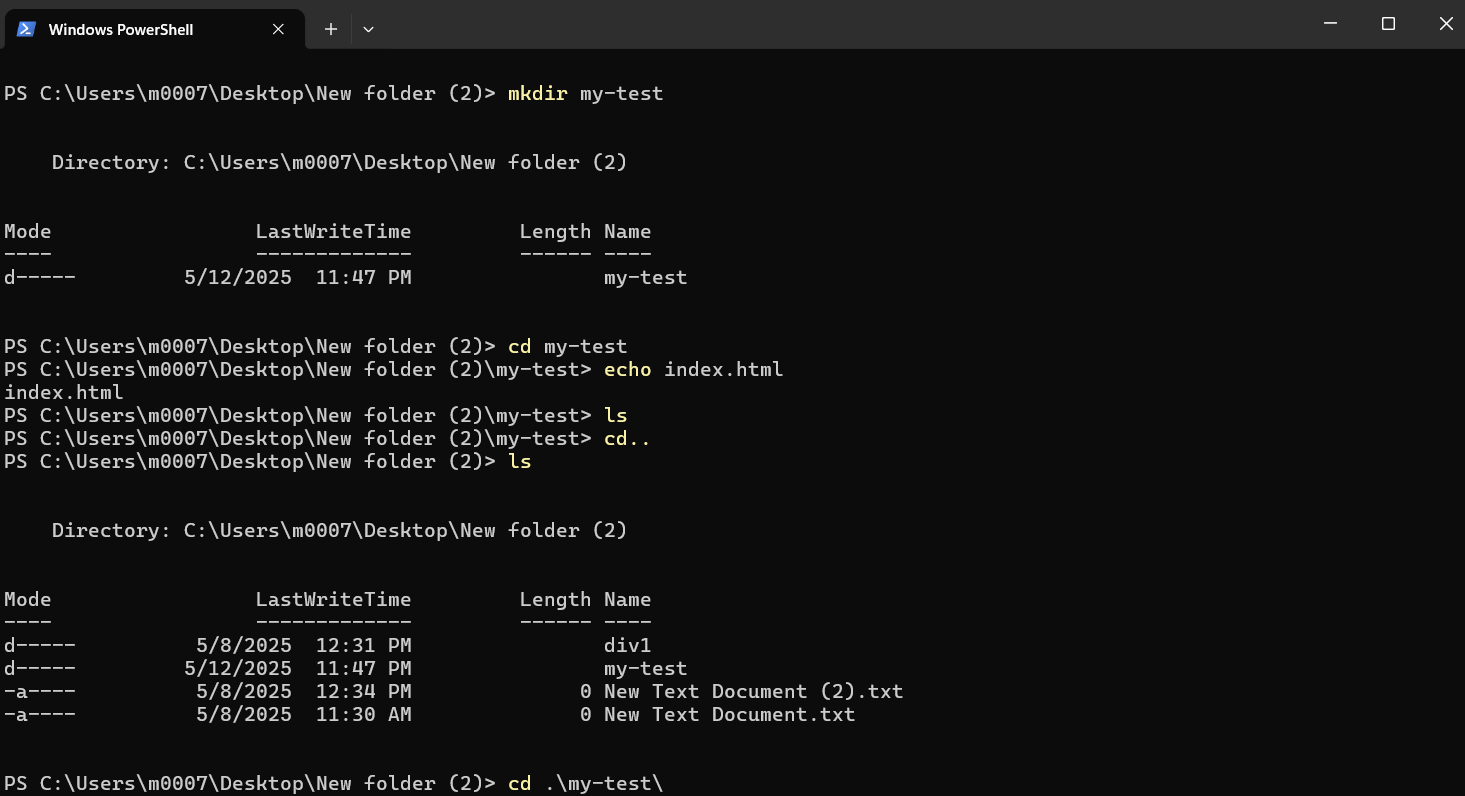 Windows PowerShell
PS C:\Users\m0007\Desktop\New folder (2)> mkdir my-test
    Directory: C:\Users\m0007\Desktop\New folder (2)
Mode                 LastWriteTime         Length Name
----                 -------------         ------ ----
d-----         5/12/2025  11:47 PM                my-test
PS C:\Users\m0007\Desktop\New folder (2)> cd my-test
PS C:\Users\m0007\Desktop\New folder (2)\my-test> echo index.html
index.html
PS C:\Users\m0007\Desktop\New folder (2)\my-test> ls
PS C:\Users\m0007\Desktop\New folder (2)\my-test> cd..
PS C:\Users\m0007\Desktop\New folder (2)> ls
    Directory: C:\Users\m0007\Desktop\New folder (2)
Mode                 LastWriteTime         Length Name
----                 -------------         ------ ----
d-----          5/8/2025  12:31 PM                div1
d-----         5/12/2025  11:47 PM                my-test
-a----          5/8/2025  12:34 PM              0 New Text Document (2).txt
-a----          5/8/2025  11:30 AM              0 New Text Document.txt
PS C:\Users\m0007\Desktop\New folder (2)> cd .\my-test\